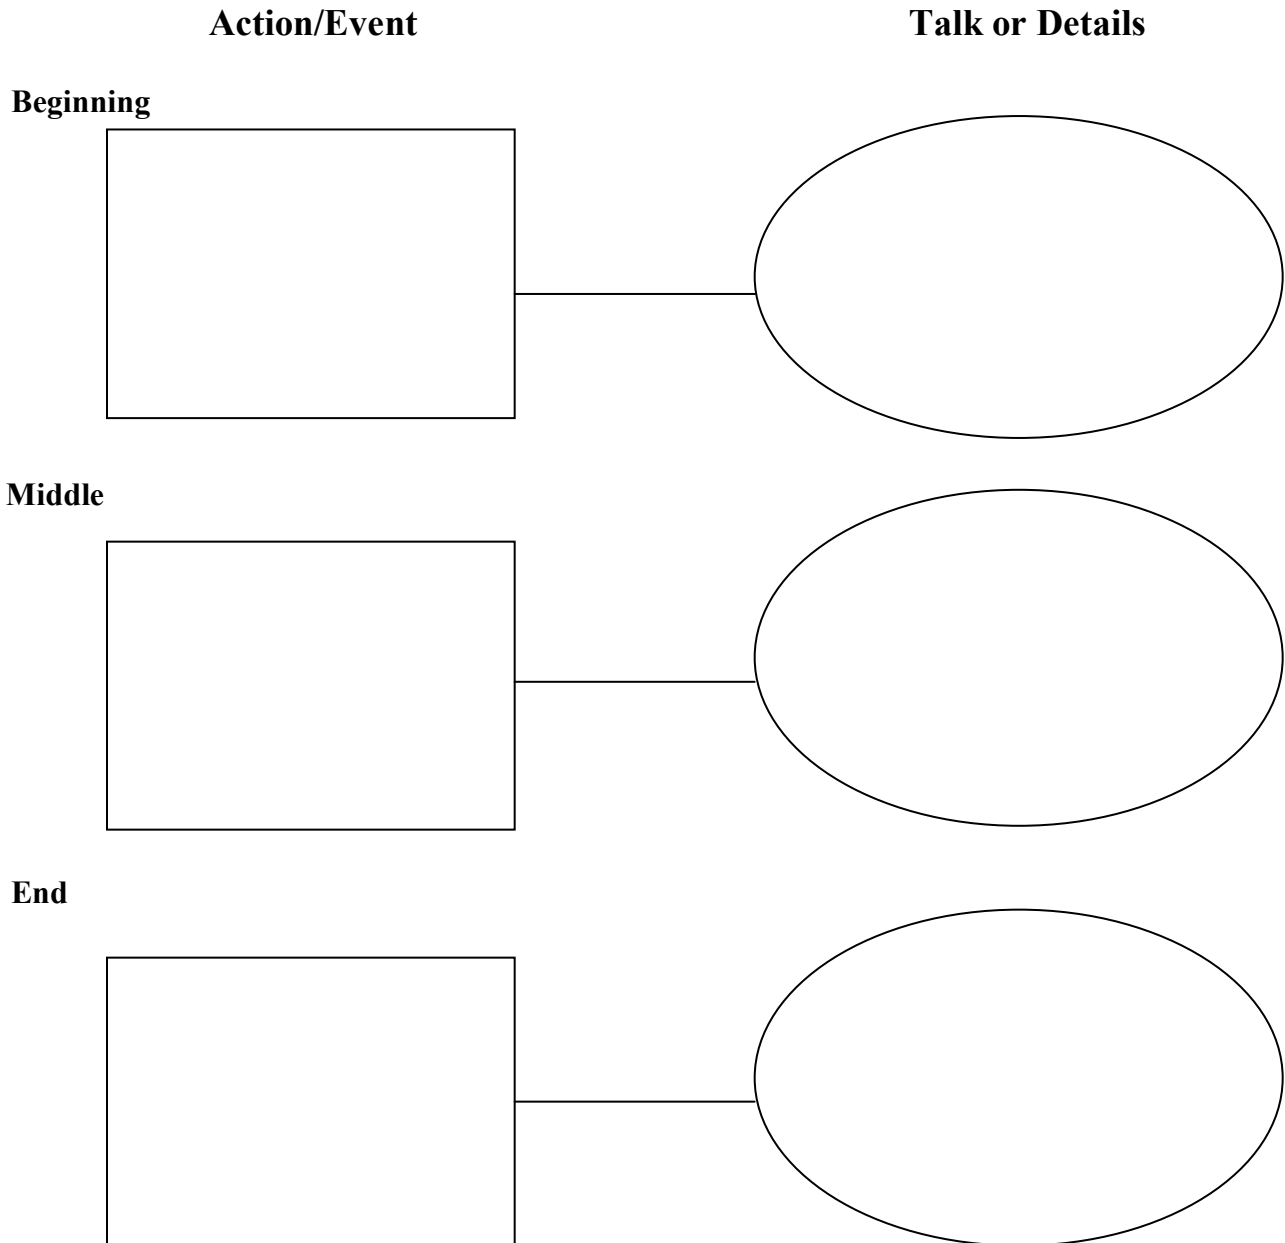 Action/Event Talk or Details
Beginning
Middle
End